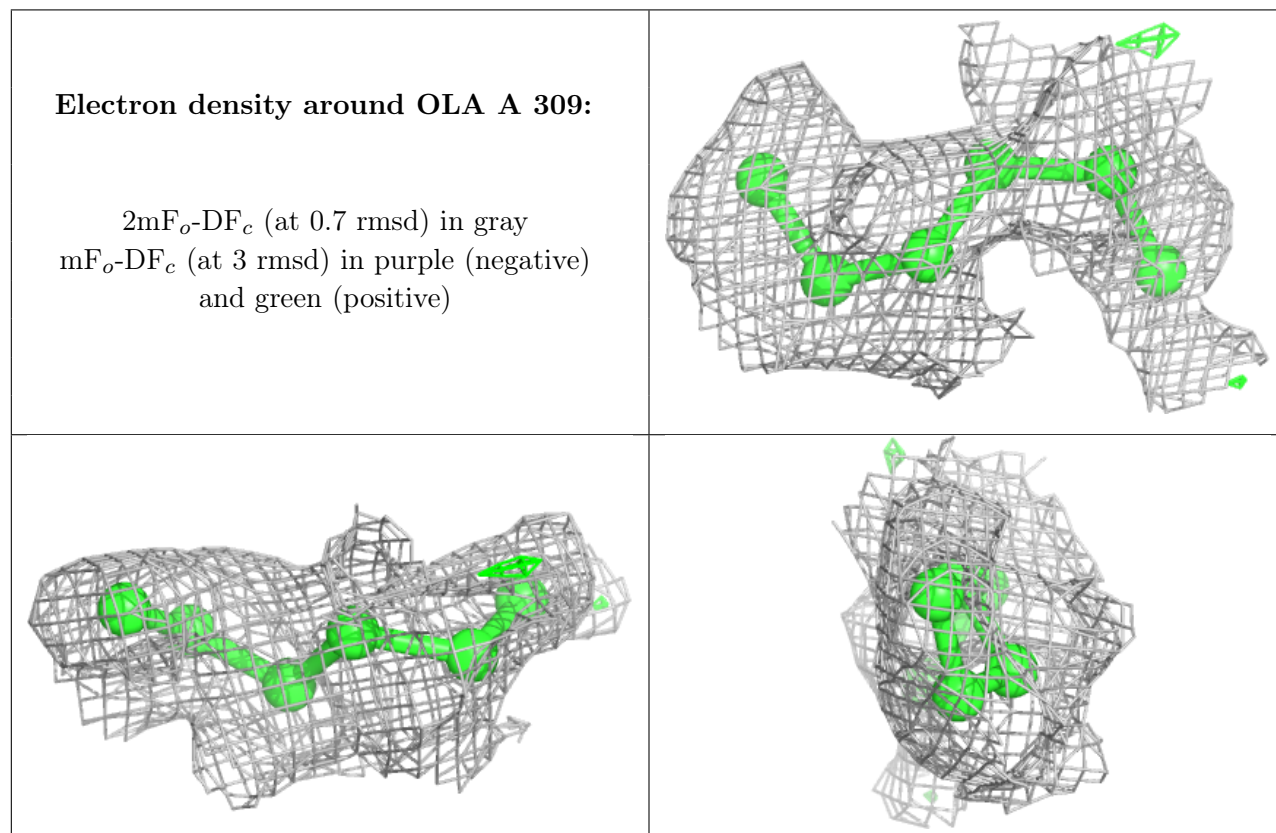 Electron density around OLA A 309:
2mFo-DFc (at 0.7 rmsd) in gray
mFo-DFc (at 3 rmsd) in purple (negative)
and green (positive)